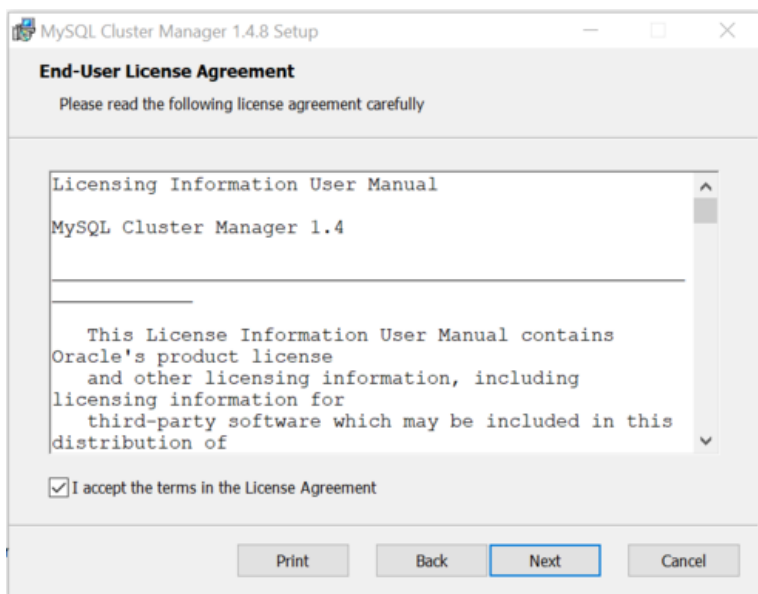 MySQL Cluster Manager 1.4.8 Setup
End-User License Agreement
Please read the following license agreement carefully
Licensing Information User Manual
MySQL Cluster Manager 1.4
This License Information User Manual contains
Oracle's product license
and other licensing information, including
licensing information for
third-party software which may be included in this
distribution of
I accept the terms in the License Agreement
Print Back Next Cancel